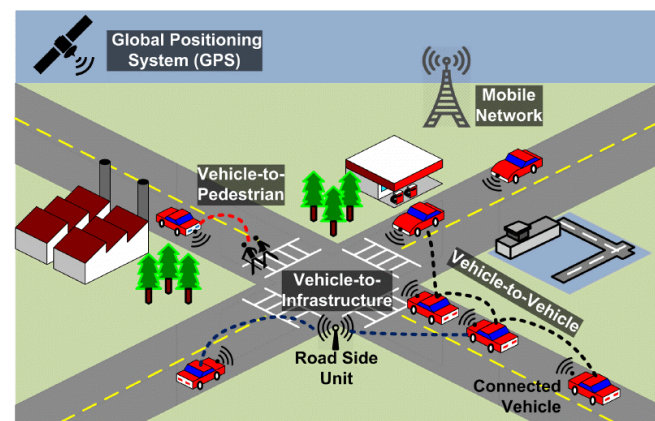 Global Positioning
System (GPS)
Mobile
Network
Vehicle-to-
Pedestrian
Vehicle-to-
Infrastructure
Vehicle-to-Vehicle
Road Side
Unit
Connected
Vehicle